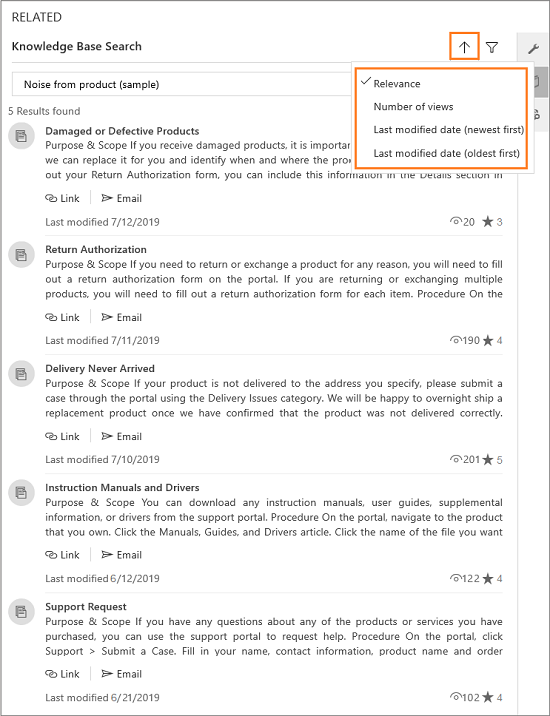 RELATED
Knowledge Base Search
Noise from product (sample)
Relevance
Number of views
Last modified date (newest first)
Last modified date (oldest first)
5 Results found
Damaged or Defective Products
Purpose & Scope If you receive damaged products, it is important
we can replace it for you and identify when and where the
out your Return Authorization form, you can include this information in the Details section in
Link Email
Last modified 7/12/2019 20 3
Return Authorization
Purpose & Scope If you need to return or exchange a product for any reason, you will need to fill
out a return authorization form on the portal. If you are returning or exchanging multiple
products, you will need to fill out a return authorization form for each item. Procedure On the
Link Email
Last modified 7/11/2019 190 4
Delivery Never Arrived
Purpose & Scope If your product is not delivered to the address you specify, please submit a
case through the portal using the Delivery Issues category. We will be happy to overnight ship a
replacement product once we have confirmed that the product was not delivered correctly.
Link Email
Last modified 7/10/2019 201 5
Instruction Manuals and Drivers
Purpose & Scope You can download any instruction manuals, user guides, supplemental
information, or drivers from the support portal. Procedure On the portal, navigate to the product
that you own. Click the Manuals, Guides, and Drivers article. Click the name of the file you want
Link Email
Last modified 6/12/2019 122 4
Support Request
Purpose & Scope If you have any questions about any of the products or services you have
purchased, you can use the support portal to request help. Procedure On the portal, click
Support > Submit a Case. Fill in your name, contact information, product name and order
Link Email
Last modified 6/21/2019 102 4